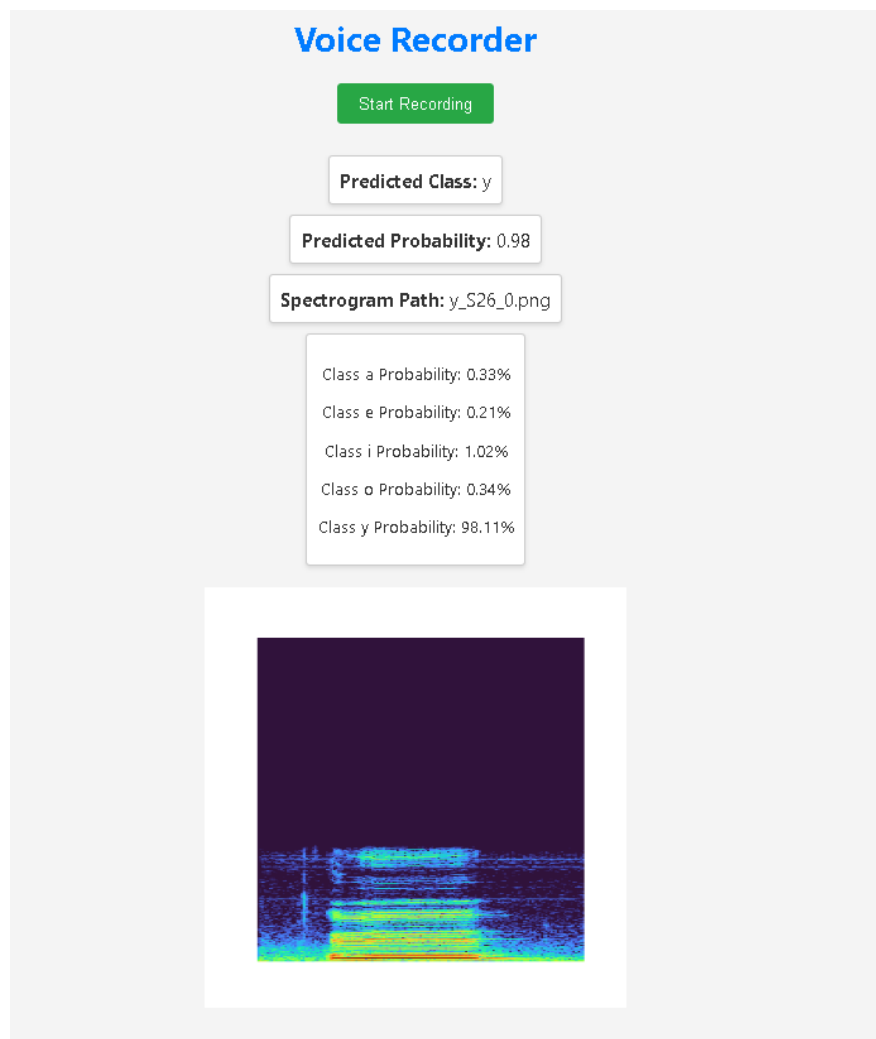 Voice Recorder
Start Recording
Predicted Class: y
Predicted Probability: 0.98
Spectrogram Path: y_S26_0.png
Class a Probability: 0.33%
Class e Probability: 0.21%
Class i Probability: 1.02%
Class o Probability: 0.34%
Class y Probability: 98.11%